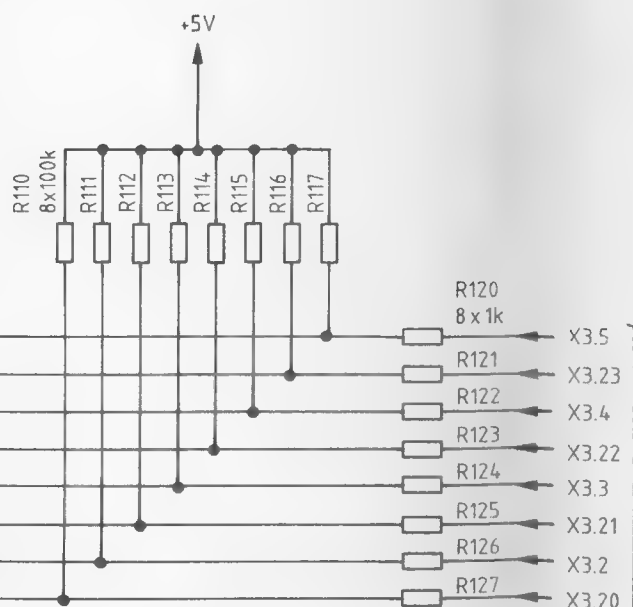 +5V
R110
8x100k
R111
R112
R113
R114
R115
R116
R117
R120
8 x 1k
X3.5
R121
X3.23
R122
X3.4
R123
X3.22
R124
X3.3
R125
X3.21
R126
X3.2
R127
X3.20